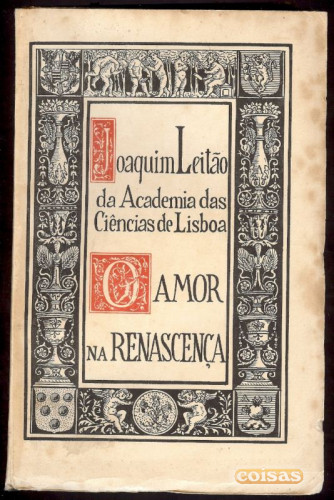 Joaquim Leitão
da Academia das
Ciências de Lisboa
O AMOR
NA RENASCENÇA
coisas